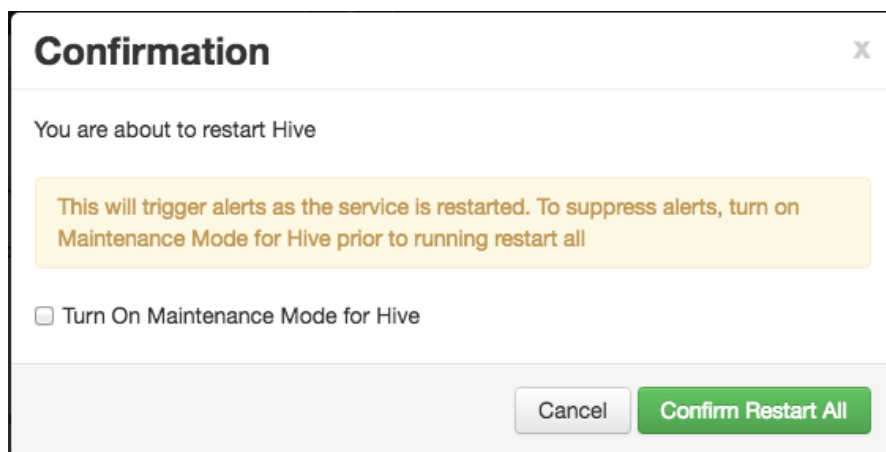 Confirmation
x
You are about to restart Hive
This will trigger alerts as the service is restarted. To suppress alerts, turn on
Maintenance Mode for Hive prior to running restart all
Turn On Maintenance Mode for Hive
Cancel
Confirm Restart All